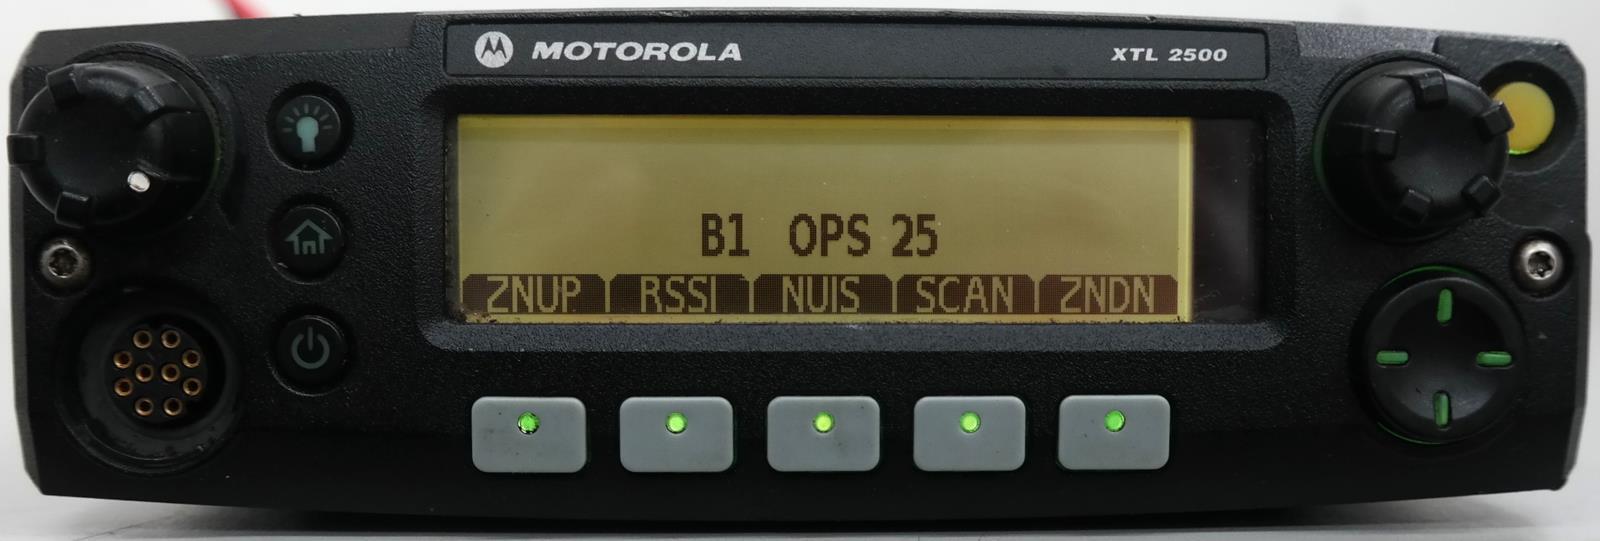 MOTOROLA XTL 2500
B1 OPS 25
ZNUP RSSI NUIS SCAN ZNDN